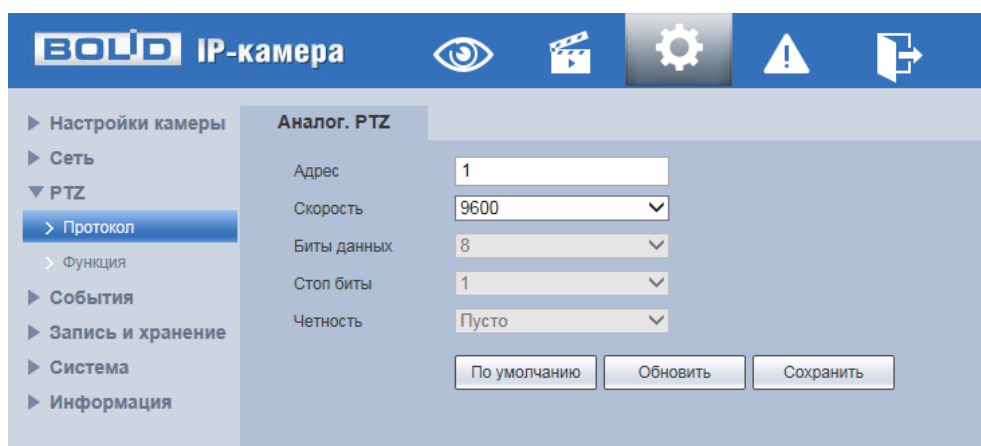 BOLID IP-камера
Настройки камеры
Сеть
PTZ
Протокол
Функция
События
Запись и хранение
Система
Информация
Аналог. PTZ
Адрес 1
Скорость 9600
Биты данных 8
Стоп биты 1
Четность Пусто
По умолчанию Обновить Сохранить